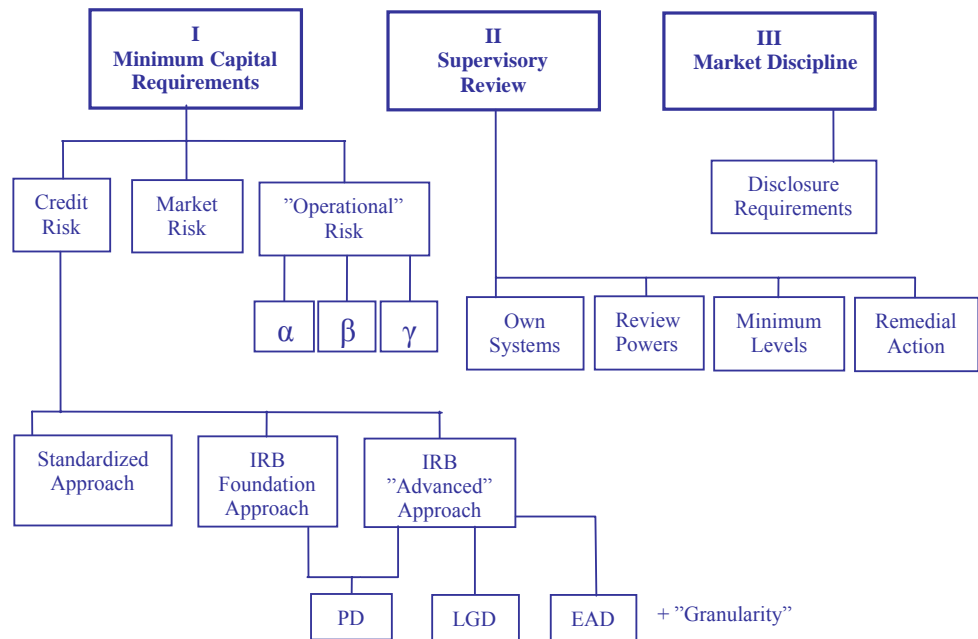 I
Minimum Capital
Requirements
II
Supervisory
Review
III
Market Discipline
Credit
Risk
Market
Risk
”Operational”
Risk
Disclosure
Requirements
α
β
γ
Own
Systems
Review
Powers
Minimum
Levels
Remedial
Action
Standardized
Approach
IRB
Foundation
Approach
IRB
”Advanced”
Approach
PD
LGD
EAD
+ ”Granularity”